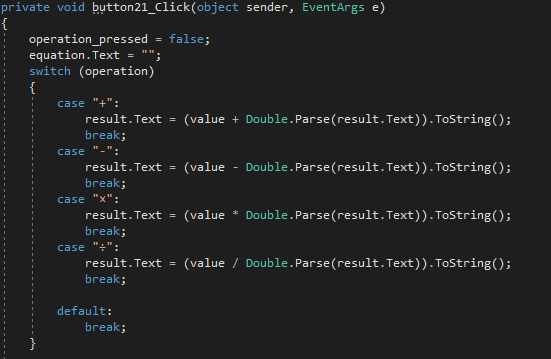 private void button21_Click(object sender, EventArgs e)
{
operation_pressed = false;
equation.Text = "";
switch (operation)
{
case "+":
result.Text = (value + Double.Parse(result.Text)).ToString();
break;
case "-":
result.Text = (value - Double.Parse(result.Text)).ToString();
break;
case "x":
result.Text = (value * Double.Parse(result.Text)).ToString();
break;
case "÷":
result.Text = (value / Double.Parse(result.Text)).ToString();
break;
default:
break;
}